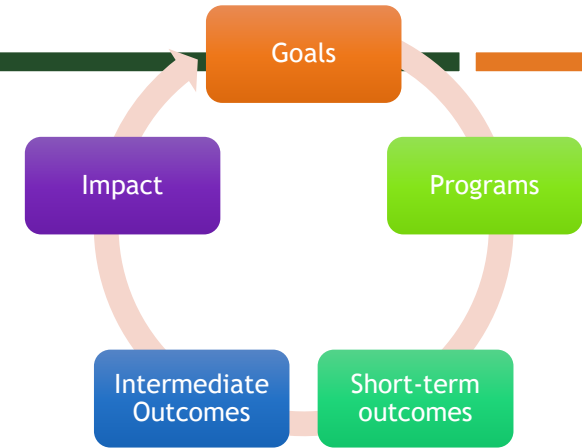 Goals
Programs
Short-term
outcomes
Intermediate
Outcomes
Impact